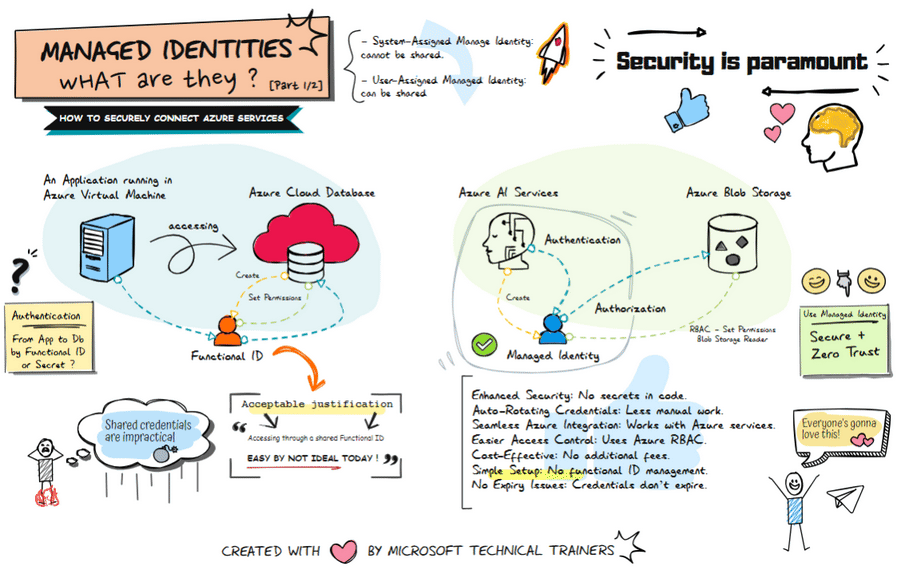 MANAGED IDENTITIES
WHAT are they ?
[Part 1/2]
HOW TO SECURELY CONNECT AZURE SERVICES
- System-Assigned Manage Identity:
cannot be shared.
- User-Assigned Managed Identity:
can be shared
Security is paramount
An Application running in
Azure Virtual Machine
Azure Cloud Database
accessing
Create
Set Permissions
Functional ID
?
Authentication
From App to Db
by Functional ID
or Secret ?
Azure AI Services
Azure Blob Storage
Authentication
Create
Authorization
RBAC - Set Permissions
Blob Storage Reader
Managed Identity
Use Managed Identity
Secure +
Zero Trust
Shared credentials
are impractical
Acceptable justification
“
Accessing through a shared Functional ID
EASY BY NOT IDEAL TODAY !
”
Enhanced Security: No secrets in code.
Auto-Rotating Credentials: Less manual work.
Seamless Azure Integration: Works with Azure services.
Easier Access Control: Uses Azure RBAC.
Cost-Effective: No additional fees.
Simple Setup: No functional ID management.
No Expiry Issues: Credentials don't expire.
Everyone's gonna
love this!
CREATED WITH BY MICROSOFT TECHNICAL TRAINERS